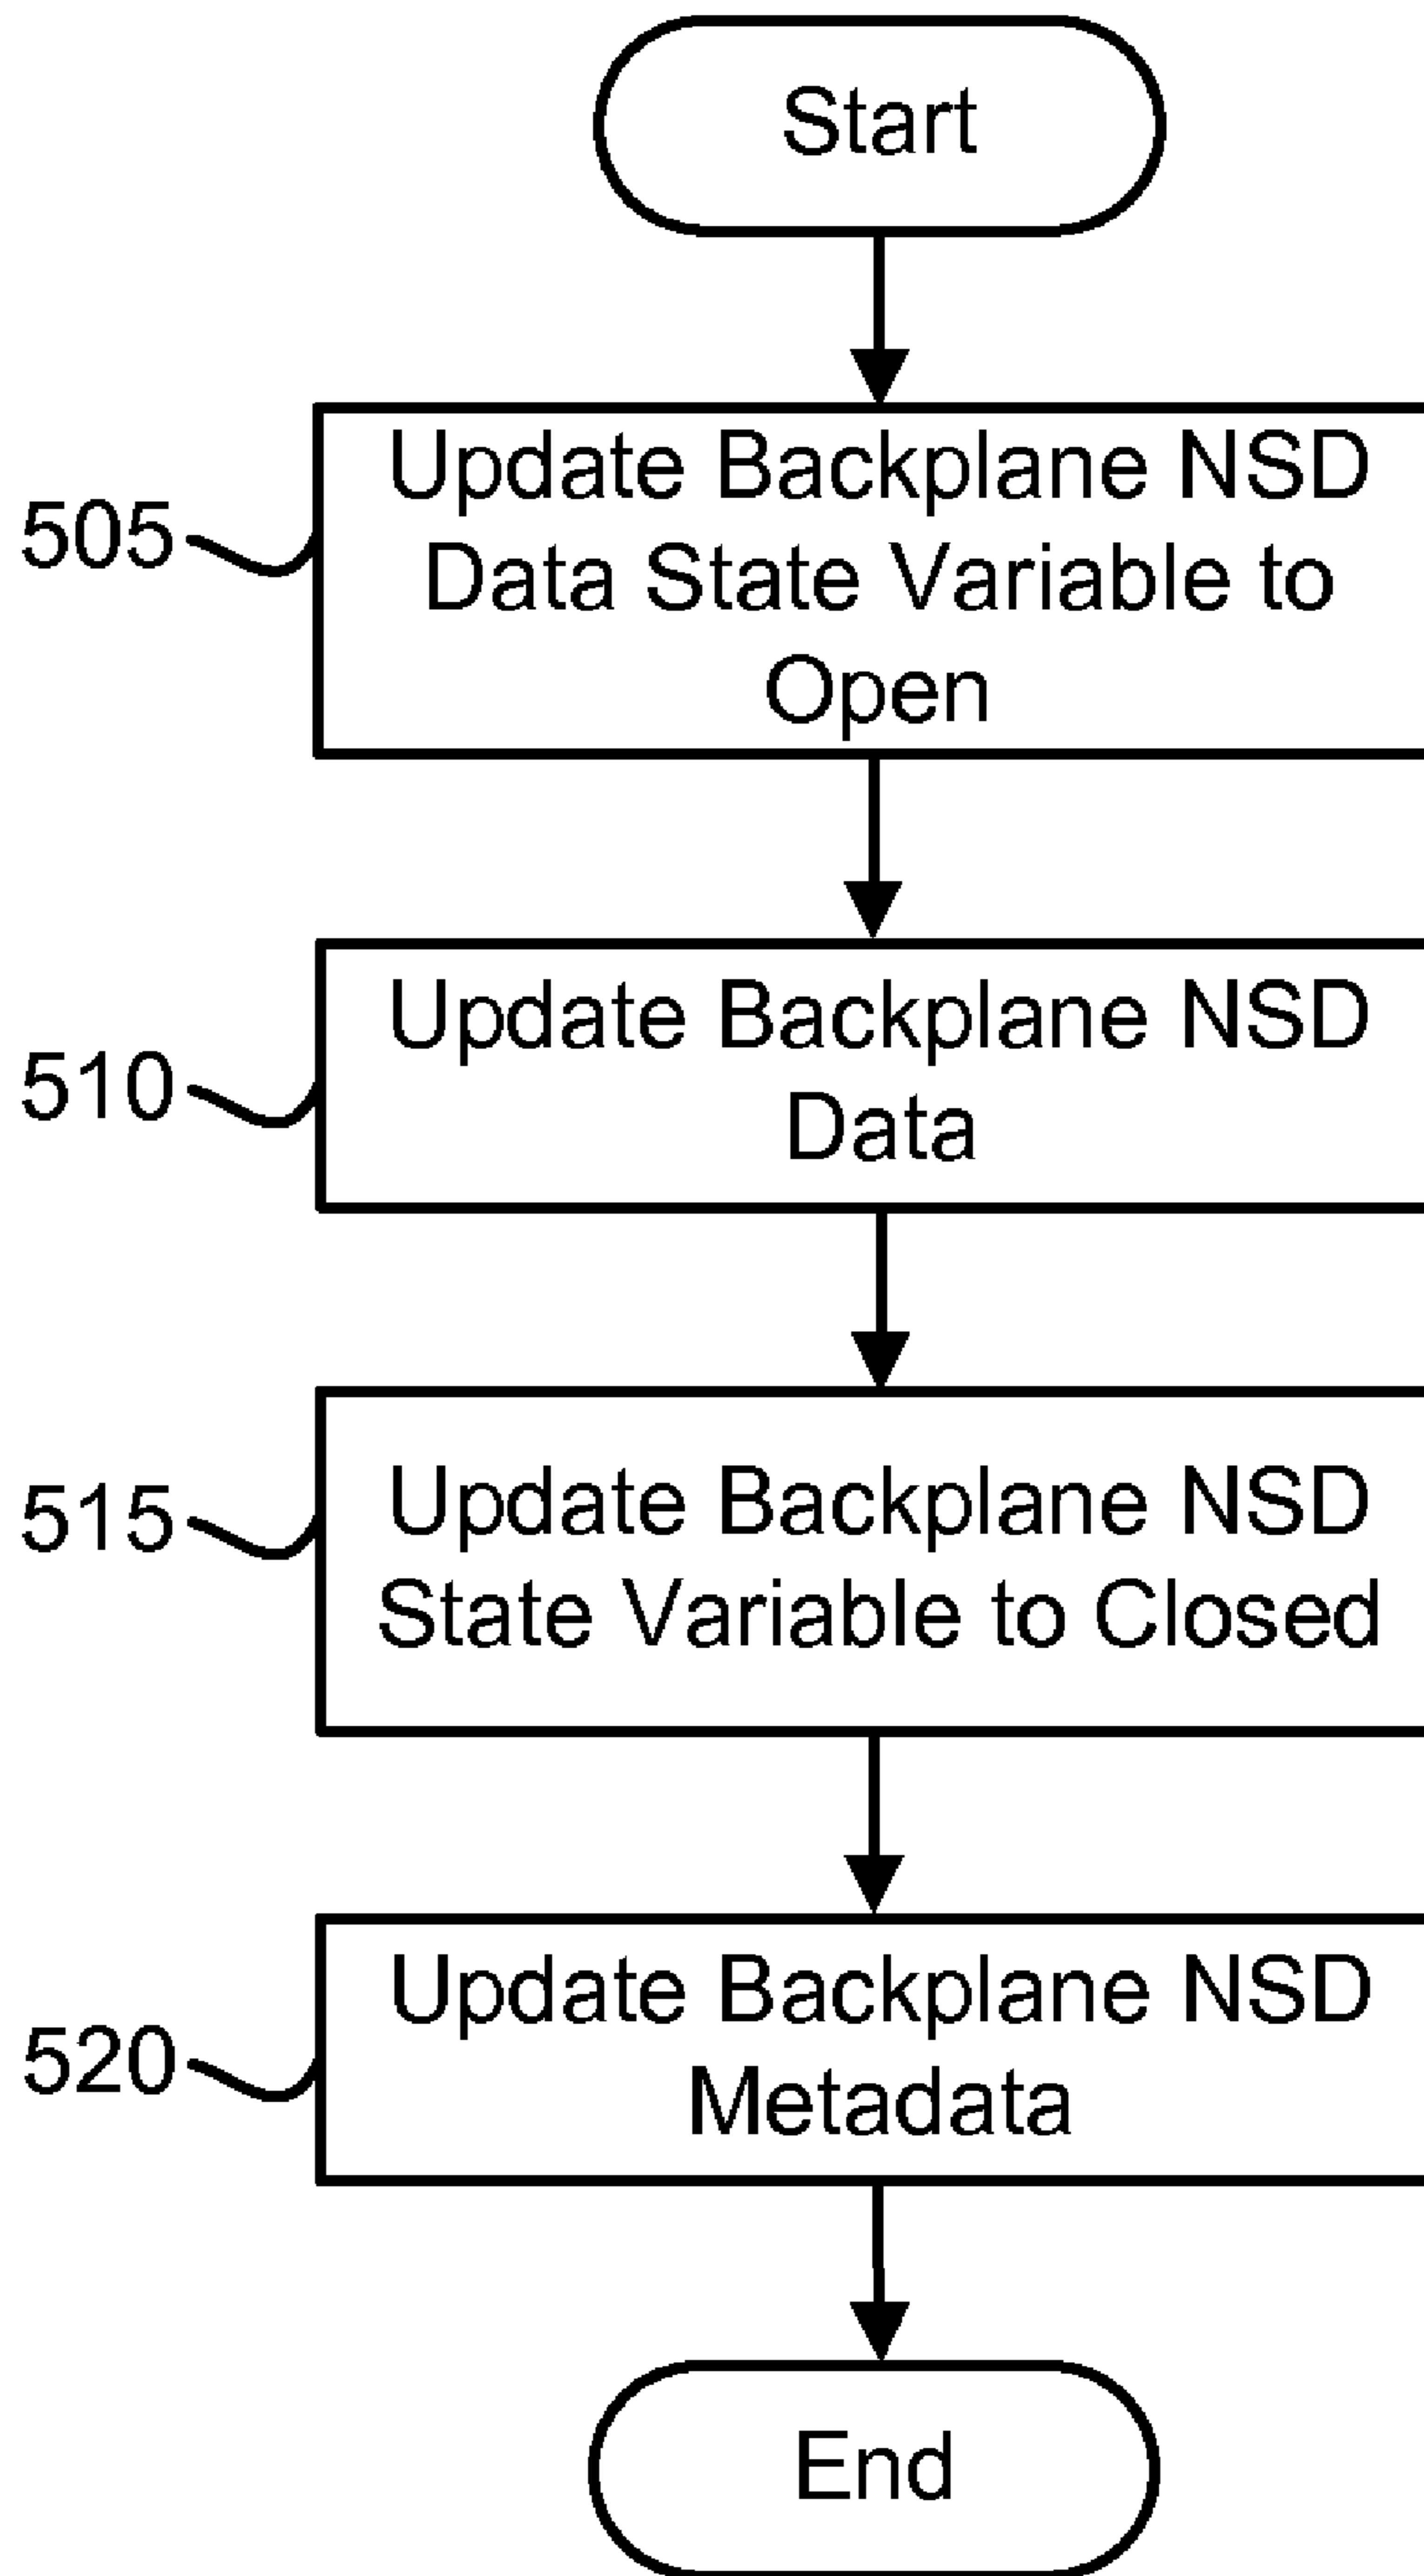 Start
505
Update Backplane NSD
Data State Variable to
Open
510
Update Backplane NSD
Data
515
Update Backplane NSD
State Variable to Closed
520
Update Backplane NSD
Metadata
End